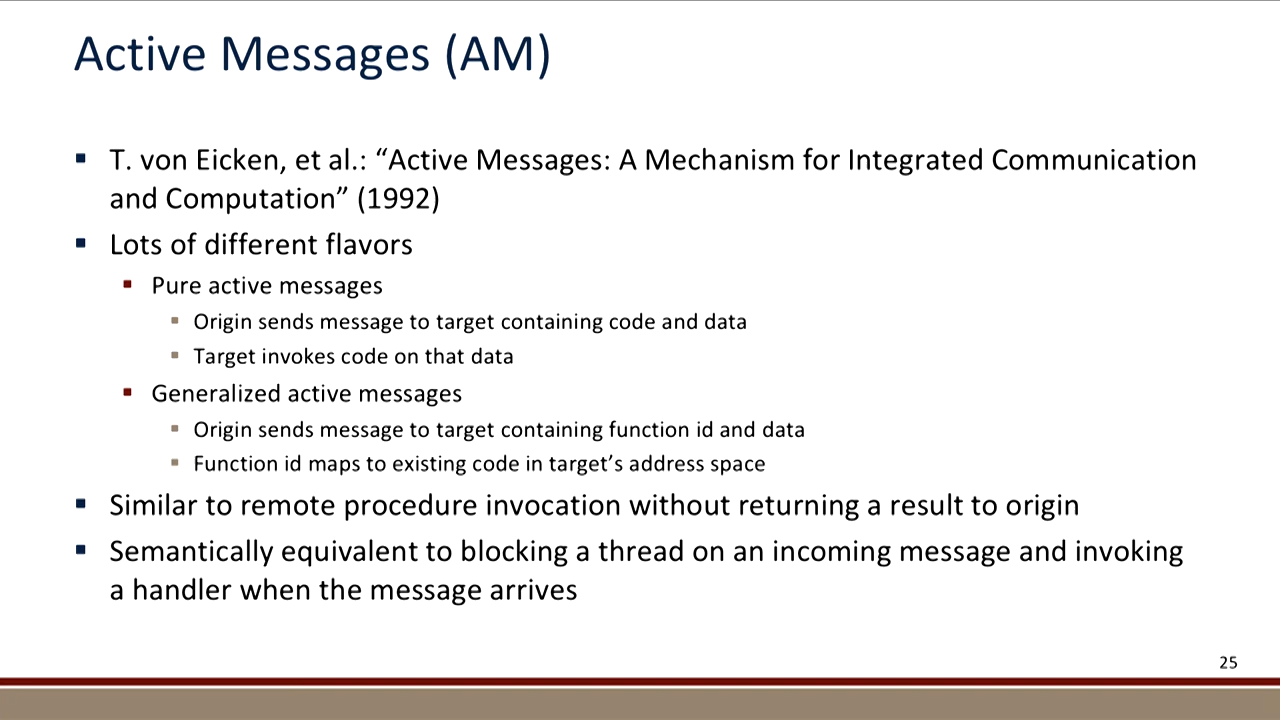 Active Messages (AM)
▪ T. von Eicken, et al.: “Active Messages: A Mechanism for Integrated Communication
and Computation” (1992)
▪ Lots of different flavors
▪ Pure active messages
▪ Origin sends message to target containing code and data
▪ Target invokes code on that data
▪ Generalized active messages
▪ Origin sends message to target containing function id and data
▪ Function id maps to existing code in target’s address space
▪ Similar to remote procedure invocation without returning a result to origin
▪ Semantically equivalent to blocking a thread on an incoming message and invoking
a handler when the message arrives
25